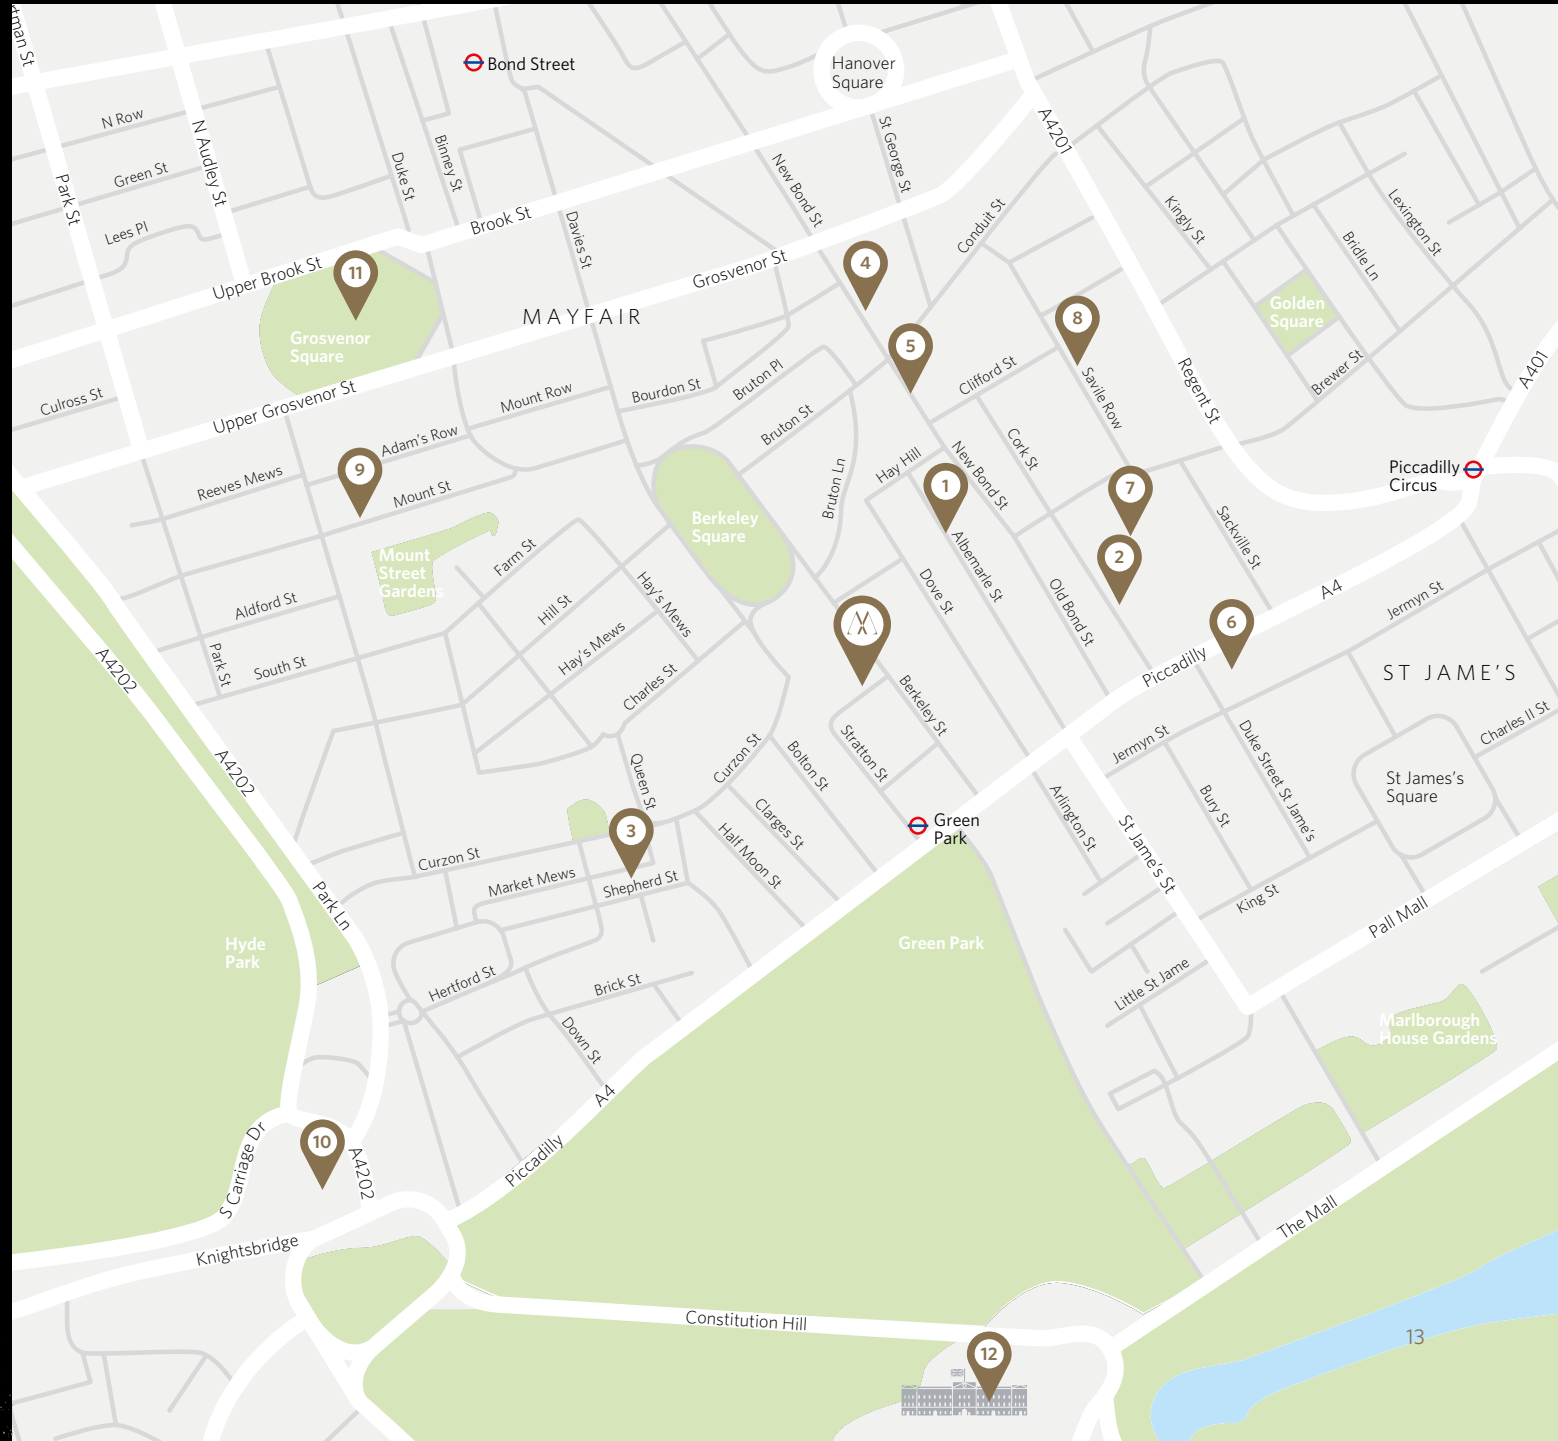 rtman St
Bond Street
Hanover
Square
N Row
N Audley St
Green St
Park St
Lees Pl
Duke St
Binney St
Brook St
Davies St
New Bond St
St George St
A4201
Conduit St
Kingly St
Lexington St
Bridle Ln
Upper Brook St
11
Grosvenor
Square
MAYFAIR
Grosvenor St
4
5
8
Golden
Square
Brewer St
A401
Regent St
Savile Row
Clifford St
Culross St
Upper Grosvenor St
Mount Row
Bourdon St
Bruton Pl
Bruton St
Adam's Row
Reeves Mews
9
Mount St
Bruton Ln
Hay Hill
New Bond St
Cork St
1
7
2
Piccadilly
Circus
Sackville St
Berkeley
Square
Mount
Street
Gardens
Farm St
Hill St
Hay's Mews
Hay's Mews
Charles St
Aldford St
Park St
South St
A4202
A4202
Dove St
Albemarle St
Old Bond St
A4
Jermyn St
6
Piccadilly
ST JAME'S
Charles II St
Berkeley St
Stratton St
Bolton St
Curzon St
Queen St
Clarges St
Half Moon St
Green
Park
Arlington St
Jermyn St
Bury St
Duke Street St Jame's
St James's
Square
St Jame's St
King St
Pall Mall
3
Curzon St
Market Mews
Shepherd St
Park Ln
Hyde
Park
Green Park
Hertford St
Brick St
Down St
Little St Jame
Marlborough
House Gardens
A4
Piccadilly
10
S Carriage Dr
A4202
Knightsbridge
The Mall
Constitution Hill
12
13